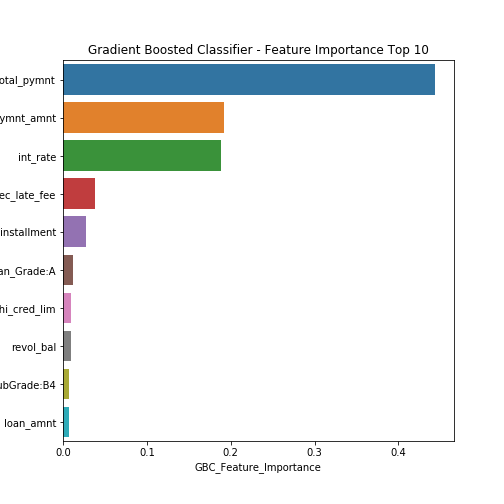 Gradient Boosted Classifier - Feature Importance Top 10
otal_pymnt
ymnt_amnt
int_rate
ec_late_fee
installment
an_Grade:A
hi_cred_lim
revol_bal
ubGrade:B4
loan_amnt
0.0 0.1 0.2 0.3 0.4
GBC_Feature_Importance